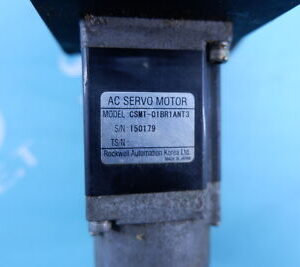 AC SERVO MOTOR
MODEL CSMT-01BR1ANT3
S/N 150179
TS/N
Rockwell Automation Korea Ltd.
MADE IN JAPAN